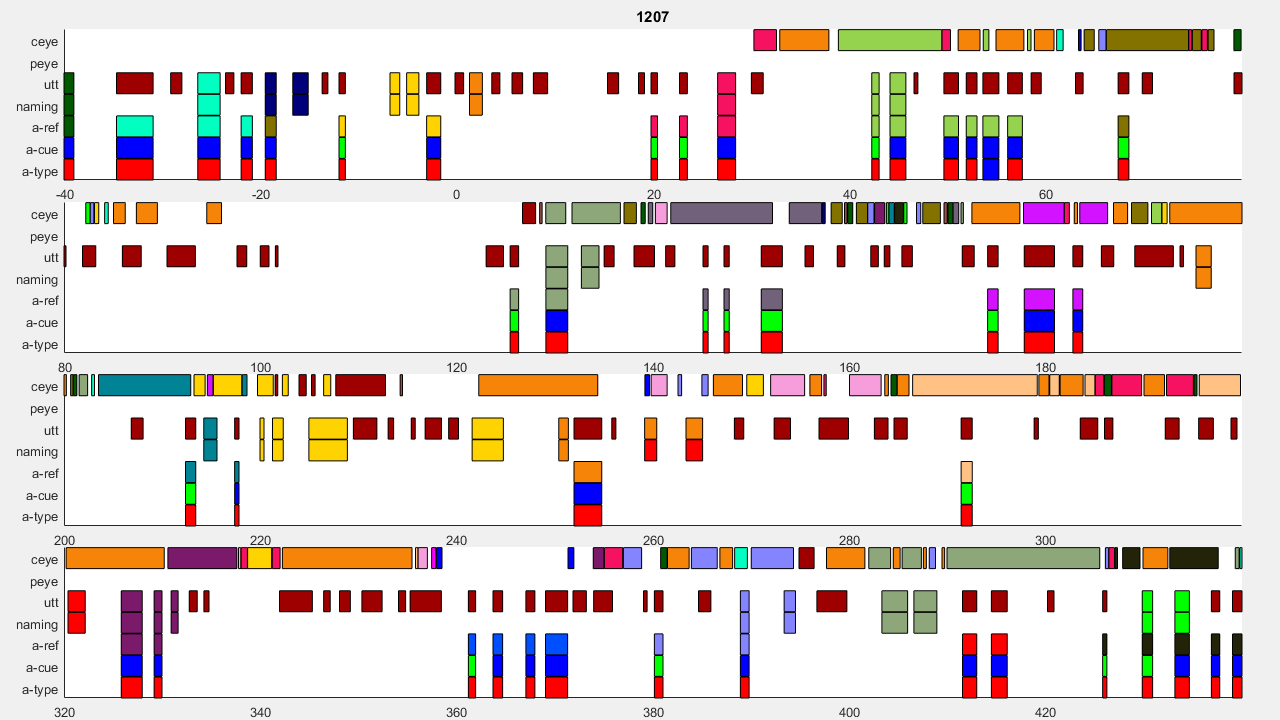 1207
ceye
peye
utt
naming
a-ref
a-cue
a-type
-40 -20 0 20 40 60
ceye
peye
utt
naming
a-ref
a-cue
a-type
80 100 120 140 160 180
ceye
peye
utt
naming
a-ref
a-cue
a-type
200 220 240 260 280 300
ceye
peye
utt
naming
a-ref
a-cue
a-type
320 340 360 380 400 420